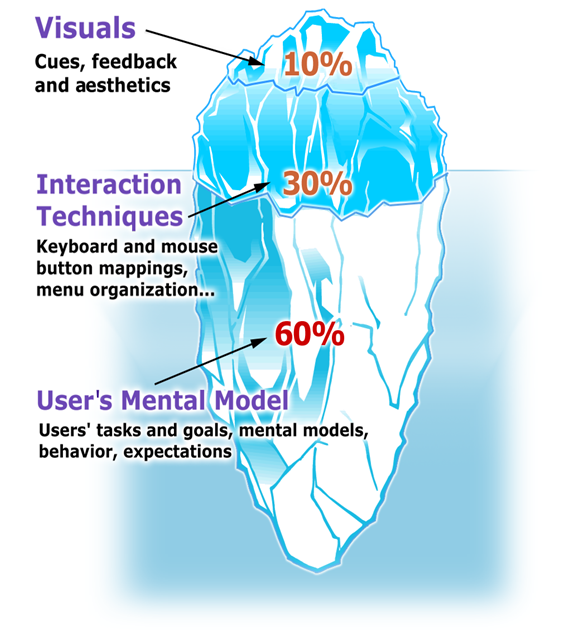 Visuals
Cues, feedback
and aesthetics
10%
Interaction
Techniques
30%
Keyboard and mouse
button mappings,
menu organization...
60%
User's Mental Model
Users' tasks and goals, mental models,
behavior, expectations